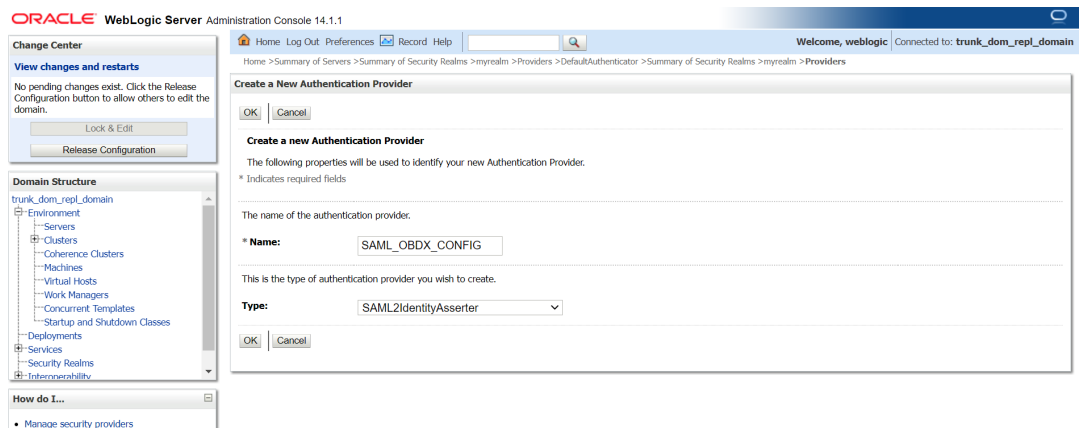 ORACLE WebLogic Server Administration Console 14.1.1
Change Center
View changes and restarts
No pending changes exist. Click the Release
Configuration button to allow others to edit the
domain.
Lock & Edit
Release Configuration
Domain Structure
trunk_dom_repl_domain
Environment
Servers
Clusters
Coherence Clusters
Machines
Virtual Hosts
Work Managers
Concurrent Templates
Startup and Shutdown Classes
Deployments
Services
Security Realms
Interoperability
How do I...
Manage security providers
Home Log Out Preferences Record Help
Welcome, weblogic Connected to: trunk_dom_repl_domain
Home >Summary of Servers >Summary of Security Realms >myrealm >Providers >DefaultAuthenticator >Summary of Security Realms >myrealm >Providers
Create a New Authentication Provider
OK Cancel
Create a new Authentication Provider
The following properties will be used to identify your new Authentication Provider.
* Indicates required fields
The name of the authentication provider.
* Name: SAML_OBDX_CONFIG
This is the type of authentication provider you wish to create.
Type: SAML2IdentityAsserter
OK Cancel